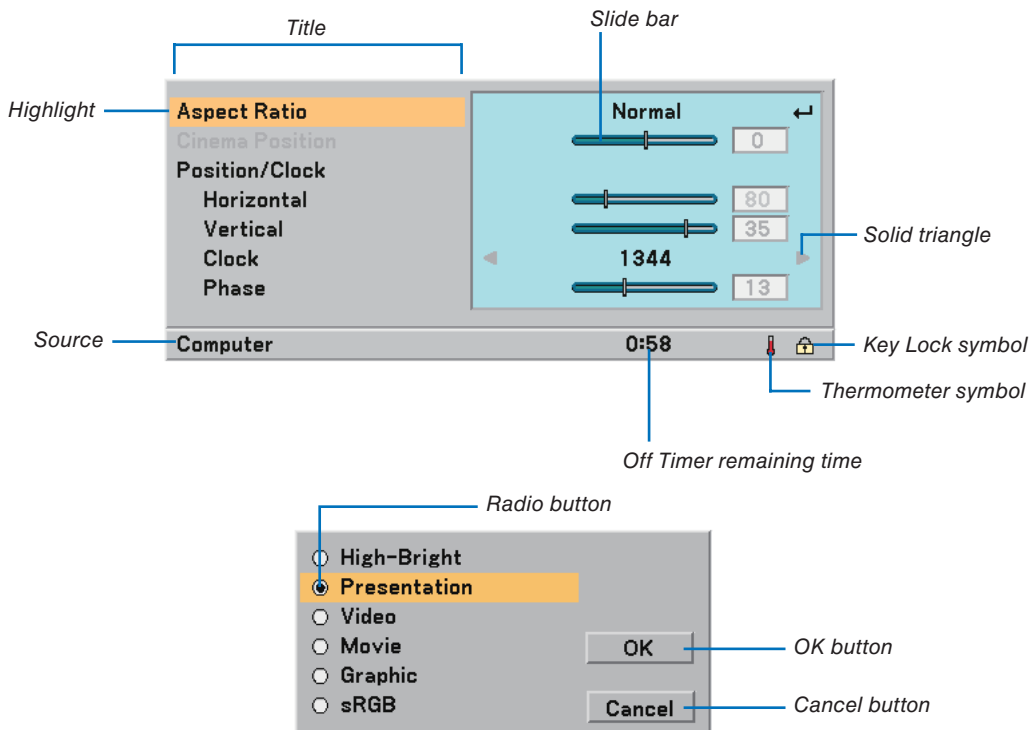 Title
Slide bar
Highlight
Aspect Ratio
Normal
Cinema Position
0
Position/Clock
Horizontal
80
Vertical
35
Solid triangle
Clock
1344
Phase
13
Source
Computer
0:58
Key Lock symbol
Thermometer symbol
Off Timer remaining time
Radio button
High-Bright
Presentation
Video
Movie
OK
OK button
Graphic
sRGB
Cancel
Cancel button